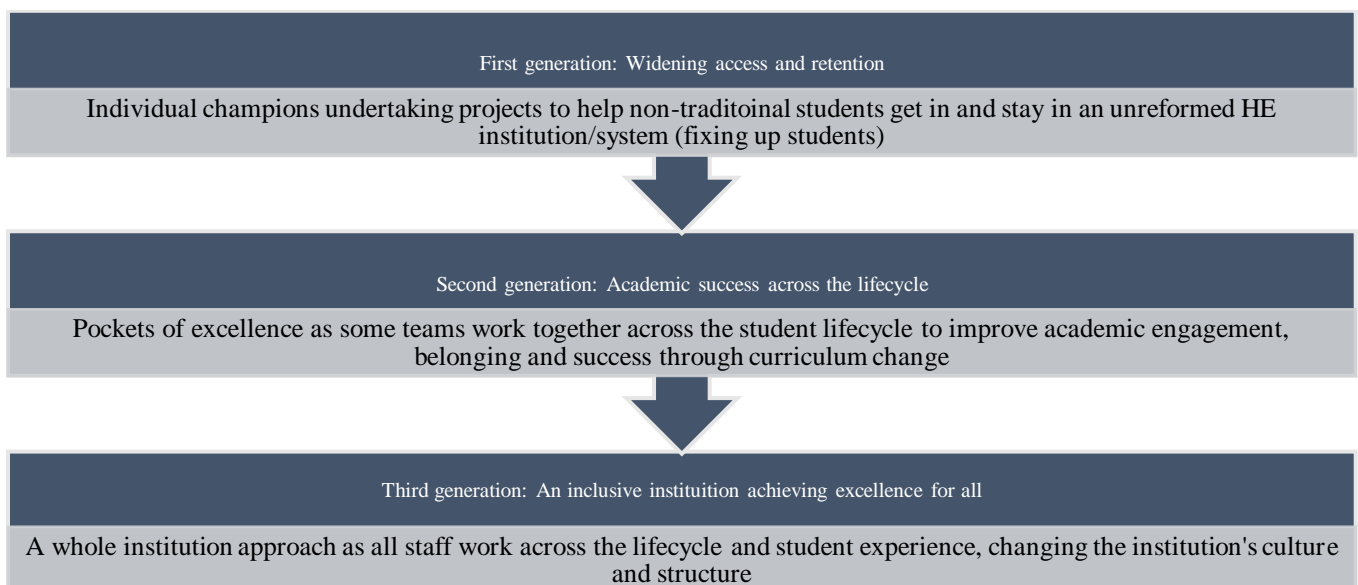 First generation: Widening access and retention
Individual champions undertaking projects to help non-traditoinal students get in and stay in an unreformed HE
institution/system (fixing up students)
Second generation: Academic success across the lifecycle
Pockets of excellence as some teams work together across the student lifecycle to improve academic engagement,
belonging and success through curriculum change
Third generation: An inclusive instituition achieving excellence for all
A whole institution approach as all staff work across the lifecycle and student experience, changing the institution's culture
and structure